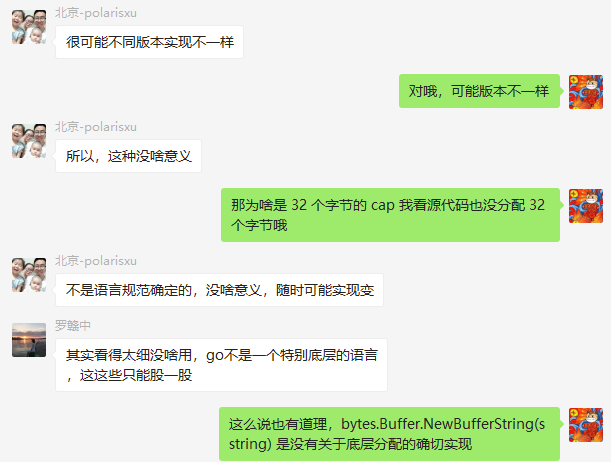 北京-polarisxu
很可能不同版本实现不一样
对哦，可能版本不一样
北京-polarisxu
所以，这种没啥意义
那为啥是 32 个字节的 cap 我看源代码也没分配 32
个字节哦
北京-polarisxu
不是语言规范确定的，没啥意义，随时可能实现变
罗赣中
其实看得太细没啥用，go不是一个特别底层的语言
，这这些只能股一股
这么说也有道理，bytes.Buffer.NewBufferString(s
string) 是没有关于底层分配的确切实现